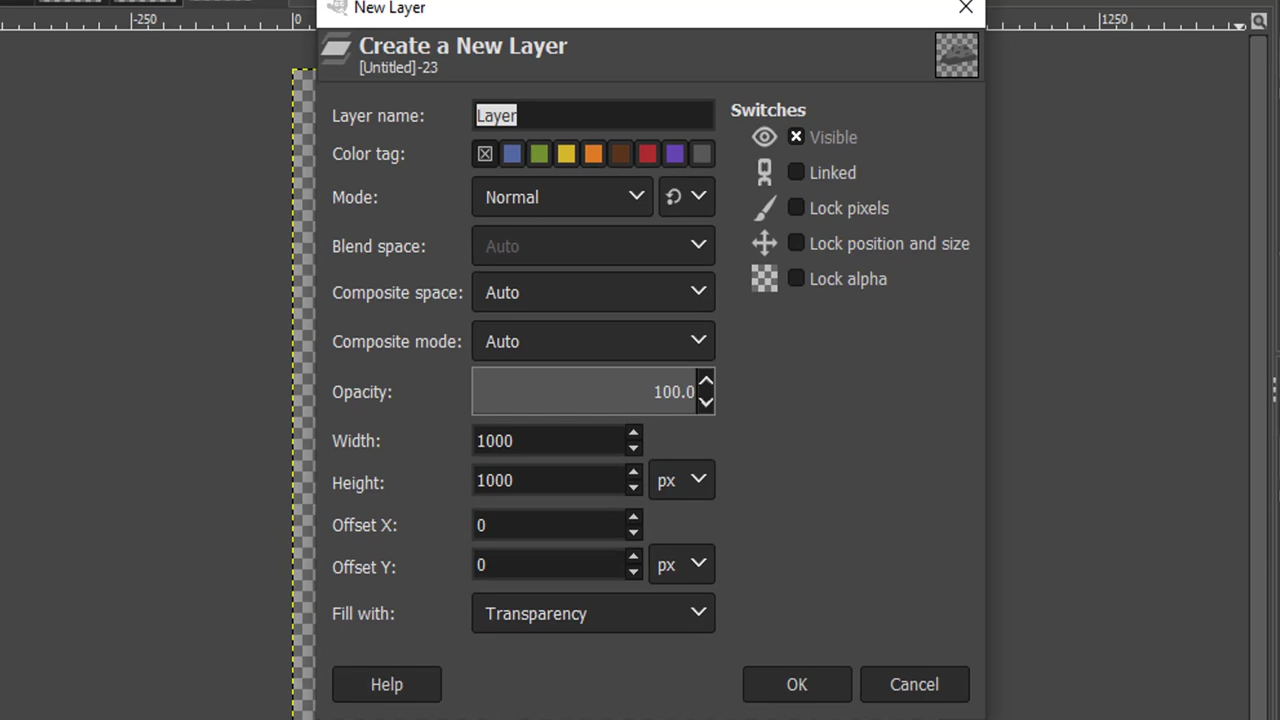 -250 0 1250
New Layer
Create a New Layer
[Untitled]-23
Layer name: Layer
Color tag:
Mode: Normal
Blend space: Auto
Composite space: Auto
Composite mode: Auto
Opacity: 100.0
Width: 1000
Height: 1000 px
Offset X: 0
Offset Y: 0 px
Fill with: Transparency
Switches
Visible
Linked
Lock pixels
Lock position and size
Lock alpha
Help OK Cancel